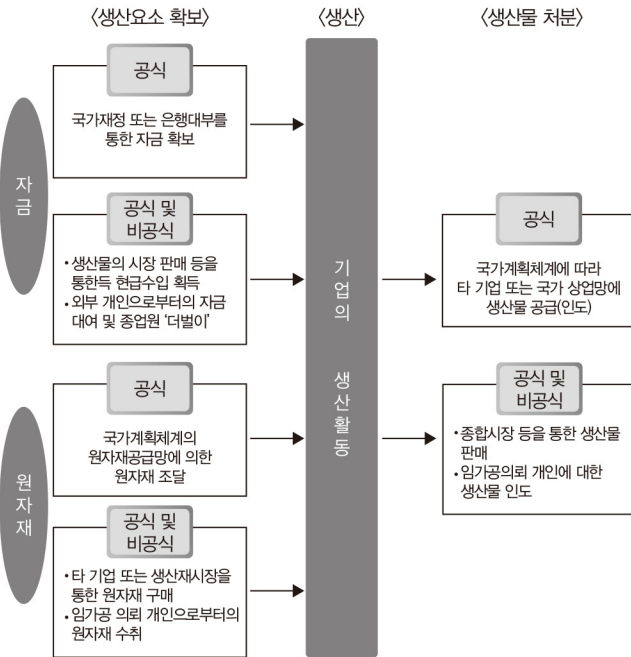 〈생산요소 확보〉
〈생산〉
〈생산물 처분〉
자금
공식
국가재정 또는 은행대부를
통한 자금 확보
공식 및
비공식
• 생산물의 시장 판매 등을
통한득 현급수입 획득
• 외부 개인으로부터의 자금
대여 및 종업원 ‘더벌이’
원자재
공식
국가계획체계의
원자재공급망에 의한
원자재 조달
공식 및
비공식
• 타 기업 또는 생산재시장을
통한 원자재 구매
• 임가공 의뢰 개인으로부터의
원자재 수취
기업의 생산활동
공식
국가계획체계에 따라
타 기업 또는 국가 상업망에
생산물 공급(인도)
공식 및
비공식
• 종합시장 등을 통한 생산물
판매
• 임가공의뢰 개인에 대한
생산물 인도